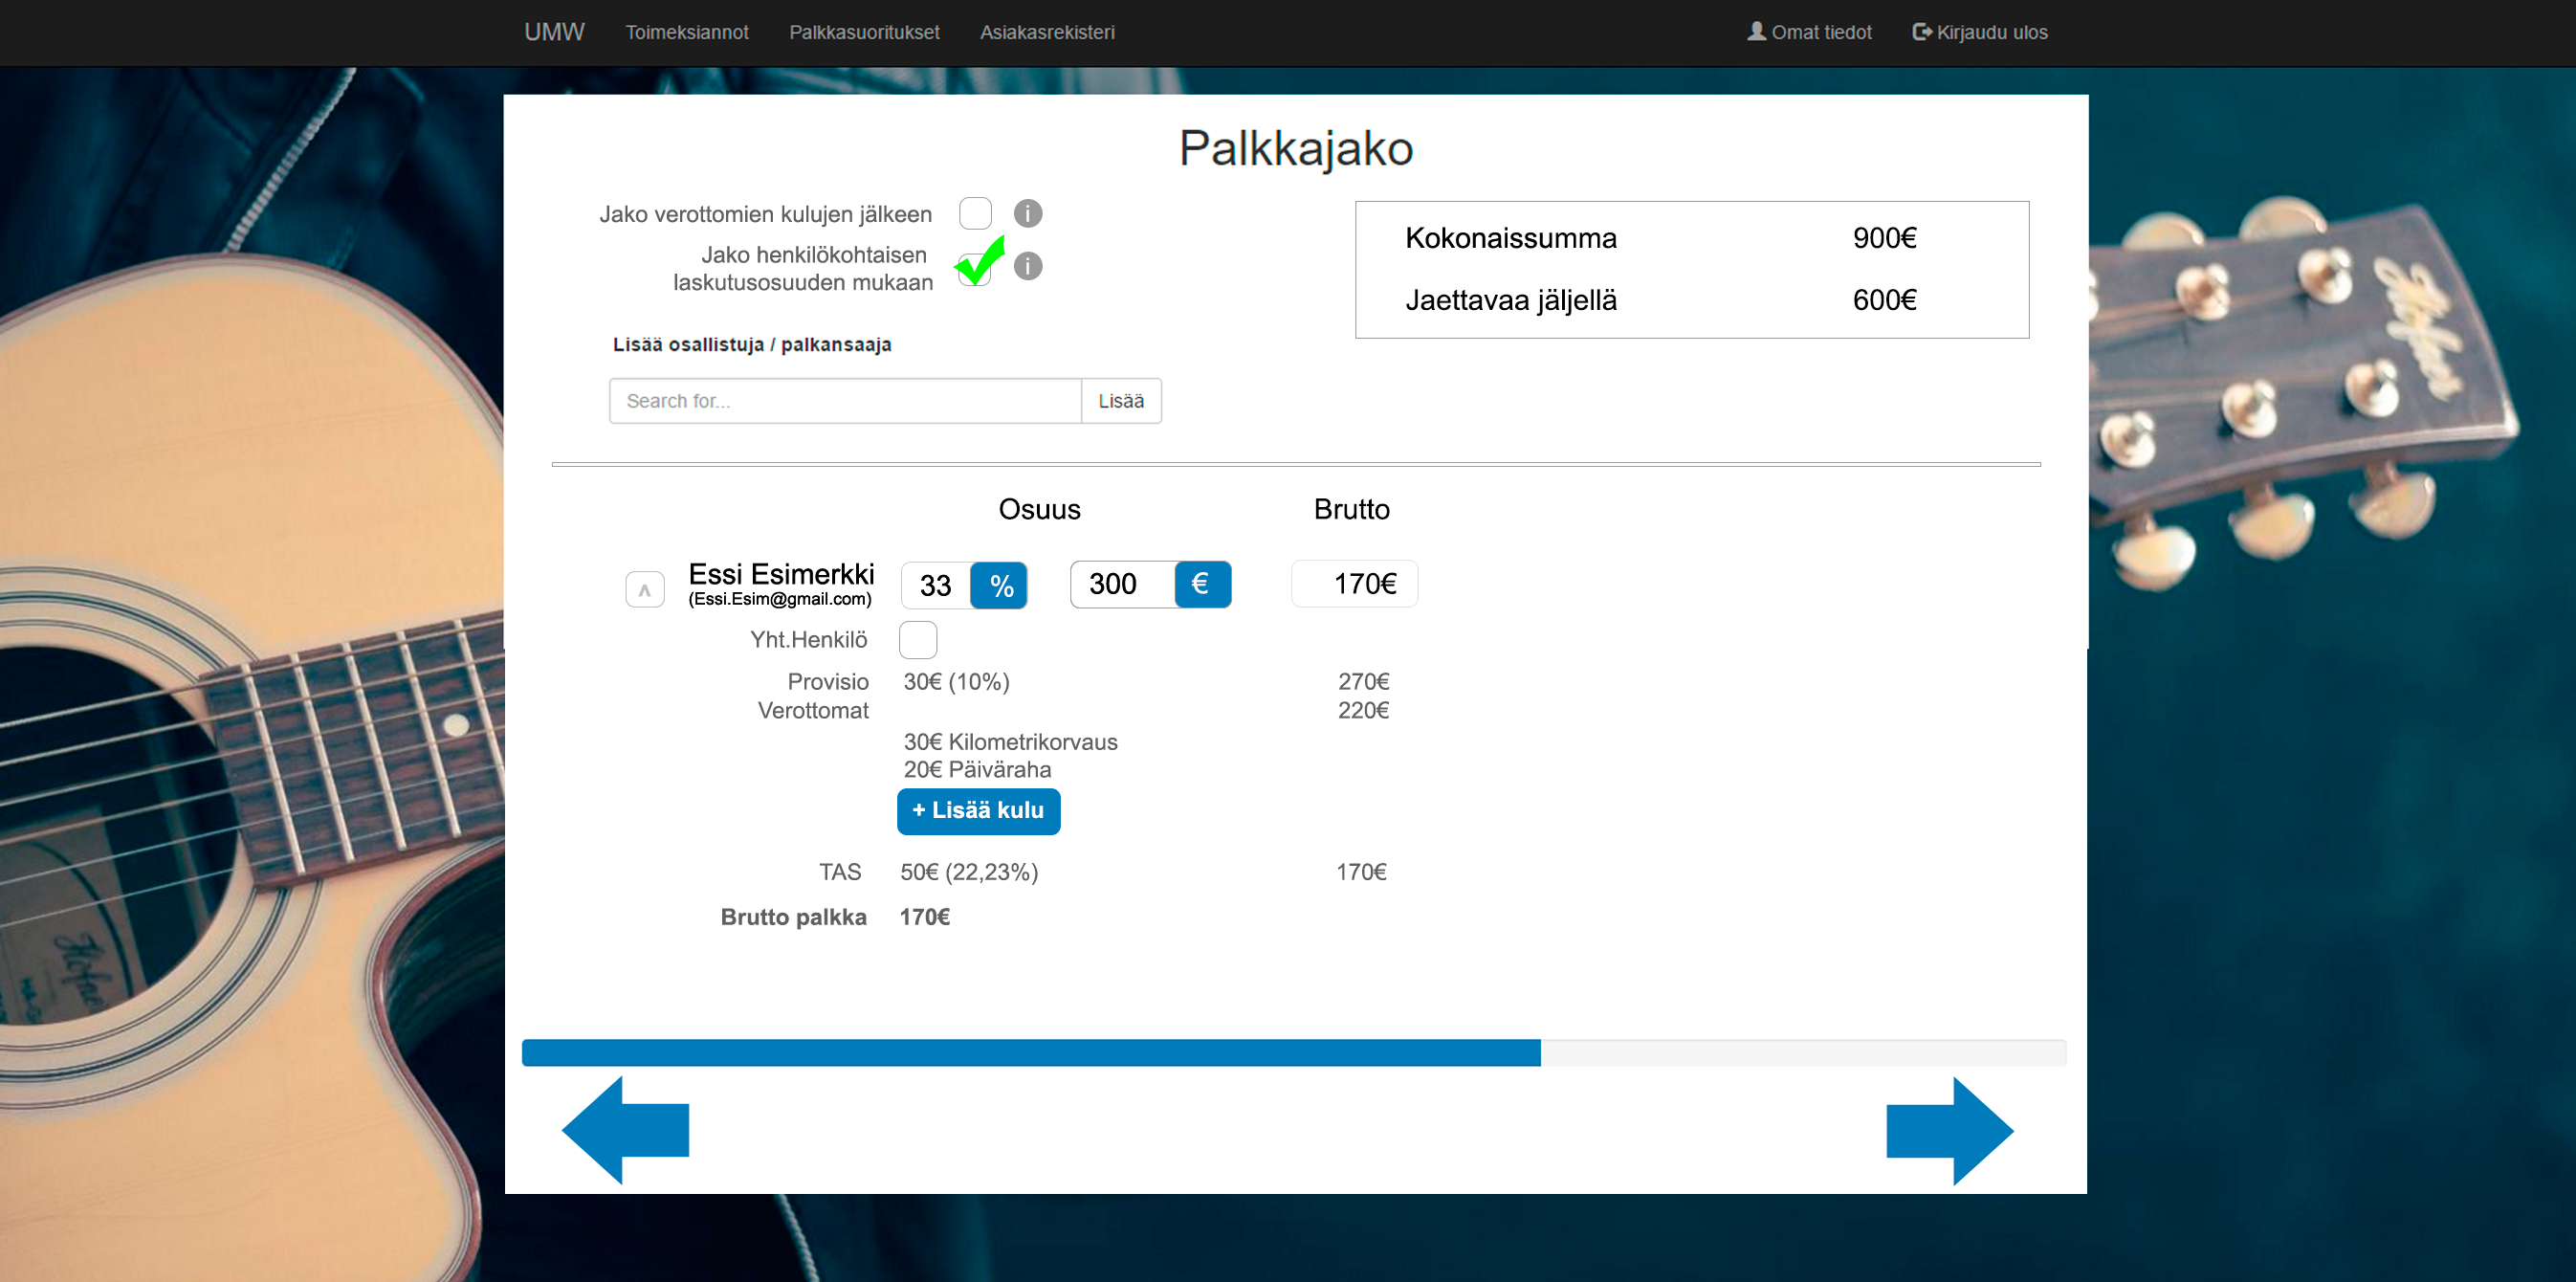 UMW Toimeksiannot Palkkasuoritukset Asiakasrekisteri Omat tiedot Kirjaudu ulos
Palkkajako
Jako verottomien kulujen jälkeen i
Jako henkilökohtaisen
laskutusosuuden mukaan i
Kokonaissumma 900€
Jaettavaa jäljellä 600€
Lisää osallistuja / palkansaaja
Search for... Lisää
Osuus Brutto
^ Essi Esimerkki 33 % 300 € 170€
(Essi.Esim@gmail.com)
Yht.Henkilö
Provisio 30€ (10%) 270€
Verottomat 220€
30€ Kilometrikorvaus
20€ Päiväraha
+ Lisää kulu
TAS 50€ (22,23%) 170€
Brutto palkka 170€
Höfner